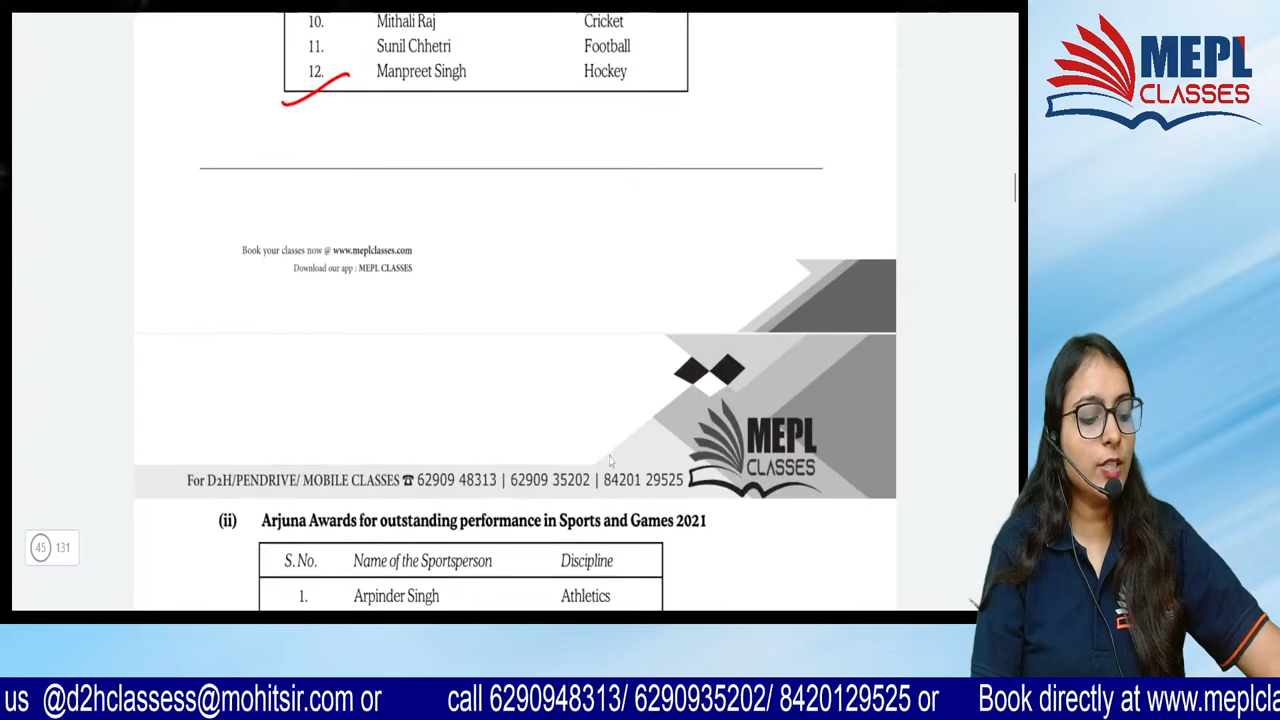 10. Mithali Raj Cricket
11. Sunil Chhetri Football
12. Manpreet Singh Hockey
MEPL
CLASSES
Book your classes now @ www.meplclasses.com
Download our app : MEPL CLASSES
MEPL
CLASSES
For D2H/PENDRIVE/ MOBILE CLASSES ☎ 62909 48313 | 62909 35202 | 84201 29525
(ii) Arjuna Awards for outstanding performance in Sports and Games 2021
S. No. Name of the Sportsperson Discipline
45 131
1. Arpinder Singh Athletics
us @d2hclassess@mohitsir.com or call 6290948313/ 6290935202/ 8420129525 or Book directly at www.meplcla